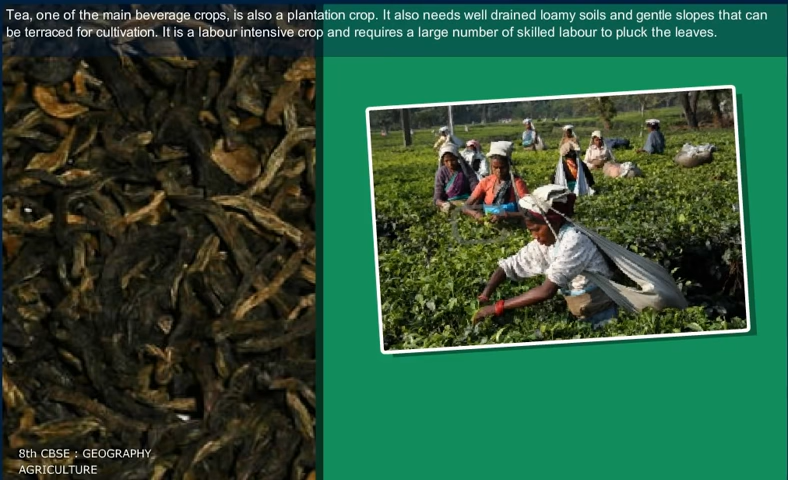 Tea, one of the main beverage crops, is also a plantation crop. It also needs well drained loamy soils and gentle slopes that can
be terraced for cultivation. It is a labour intensive crop and requires a large number of skilled labour to pluck the leaves.
8th CBSE : GEOGRAPHY
AGRICULTURE